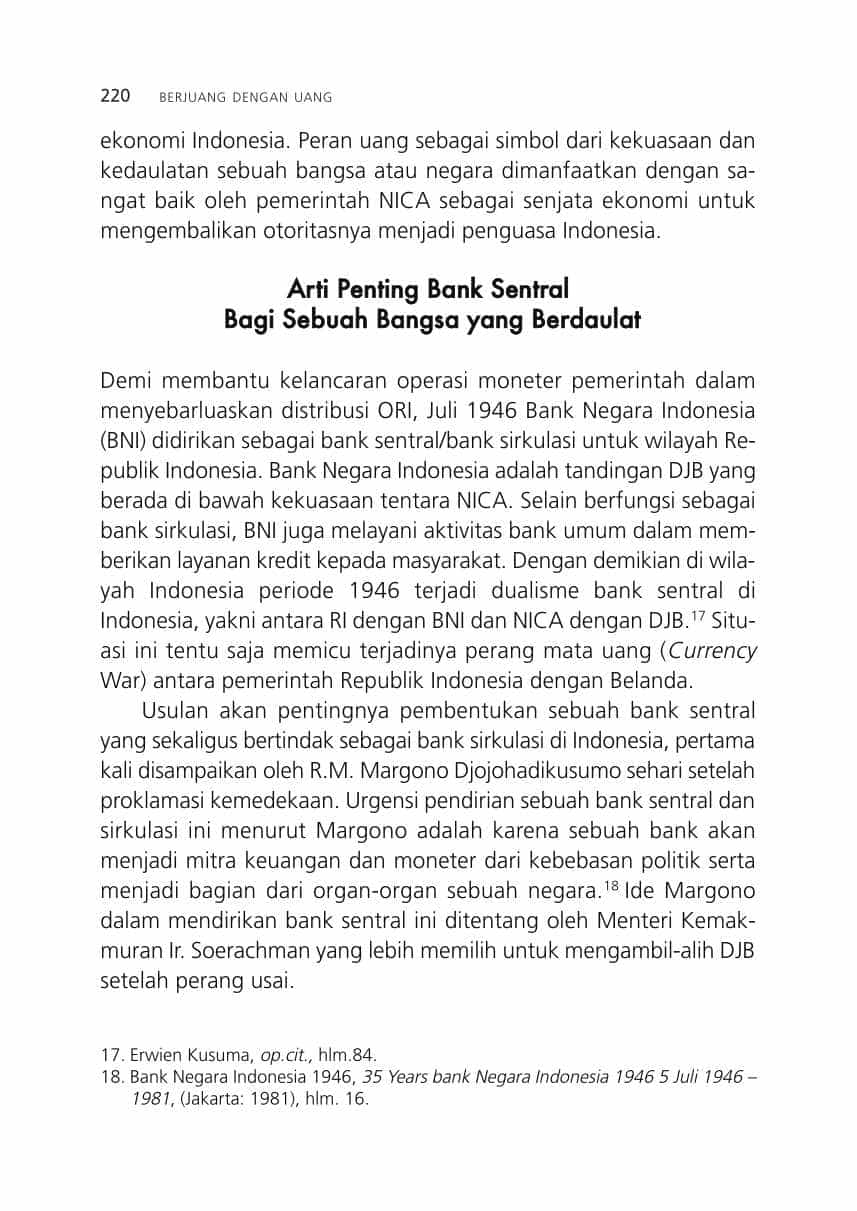 220 BERJUANG DENGAN UANG
ekonomi Indonesia. Peran uang sebagai simbol dari kekuasaan dan
kedaulatan sebuah bangsa atau negara dimanfaatkan dengan sa-
ngat baik oleh pemerintah NICA sebagai senjata ekonomi untuk
mengembalikan otoritasnya menjadi penguasa Indonesia.
Arti Penting Bank Sentral
Bagi Sebuah Bangsa yang Berdaulat
Demi membantu kelancaran operasi moneter pemerintah dalam
menyebarluaskan distribusi ORI, Juli 1946 Bank Negara Indonesia
(BNI) didirikan sebagai bank sentral/bank sirkulasi untuk wilayah Re-
publik Indonesia. Bank Negara Indonesia adalah tandingan DJB yang
berada di bawah kekuasaan tentara NICA. Selain berfungsi sebagai
bank sirkulasi, BNI juga melayani aktivitas bank umum dalam mem-
berikan layanan kredit kepada masyarakat. Dengan demikian di wila-
yah Indonesia periode 1946 terjadi dualisme bank sentral di
Indonesia, yakni antara RI dengan BNI dan NICA dengan DJB.17 Situ-
asi ini tentu saja memicu terjadinya perang mata uang (Currency
War) antara pemerintah Republik Indonesia dengan Belanda.
Usulan akan pentingnya pembentukan sebuah bank sentral
yang sekaligus bertindak sebagai bank sirkulasi di Indonesia, pertama
kali disampaikan oleh R.M. Margono Djojohadikusumo sehari setelah
proklamasi kemedekaan. Urgensi pendirian sebuah bank sentral dan
sirkulasi ini menurut Margono adalah karena sebuah bank akan
menjadi mitra keuangan dan moneter dari kebebasan politik serta
menjadi bagian dari organ-organ sebuah negara.18 Ide Margono
dalam mendirikan bank sentral ini ditentang oleh Menteri Kemak-
muran Ir. Soerachman yang lebih memilih untuk mengambil-alih DJB
setelah perang usai.
17. Erwien Kusuma, op.cit., hlm.84.
18. Bank Negara Indonesia 1946, 35 Years bank Negara Indonesia 1946 5 Juli 1946 –
1981, (Jakarta: 1981), hlm. 16.